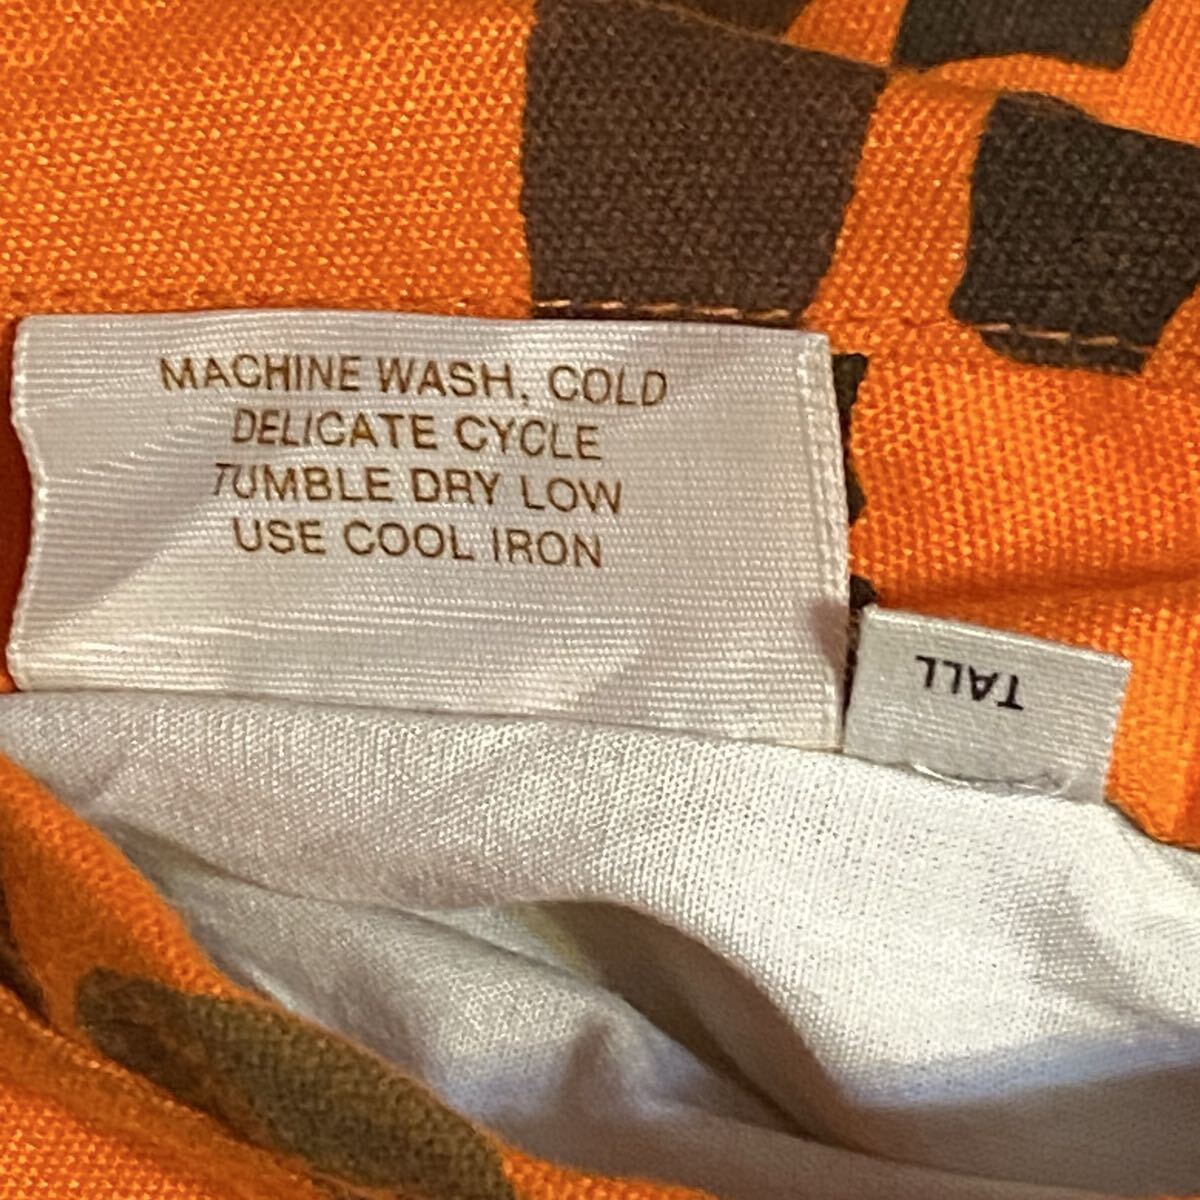 MACHINE WASH, COLD
DELICATE CYCLE
TUMBLE DRY LOW
USE COOL IRON
TALL